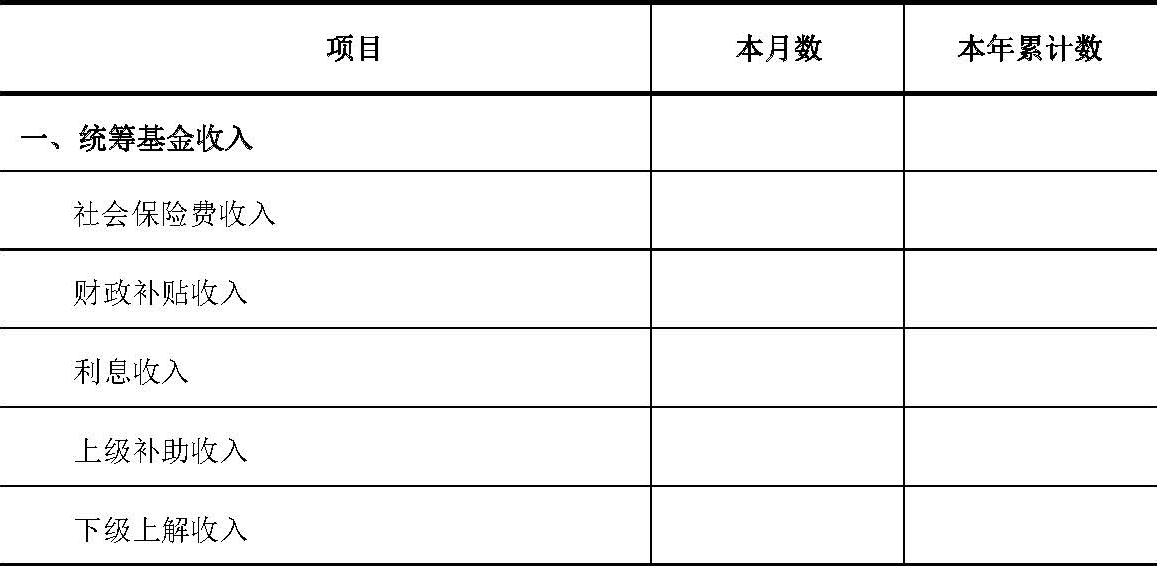 项目 本月数 本年累计数
一、统筹基金收入
社会保险费收入
财政补贴收入
利息收入
上级补助收入
下级上解收入